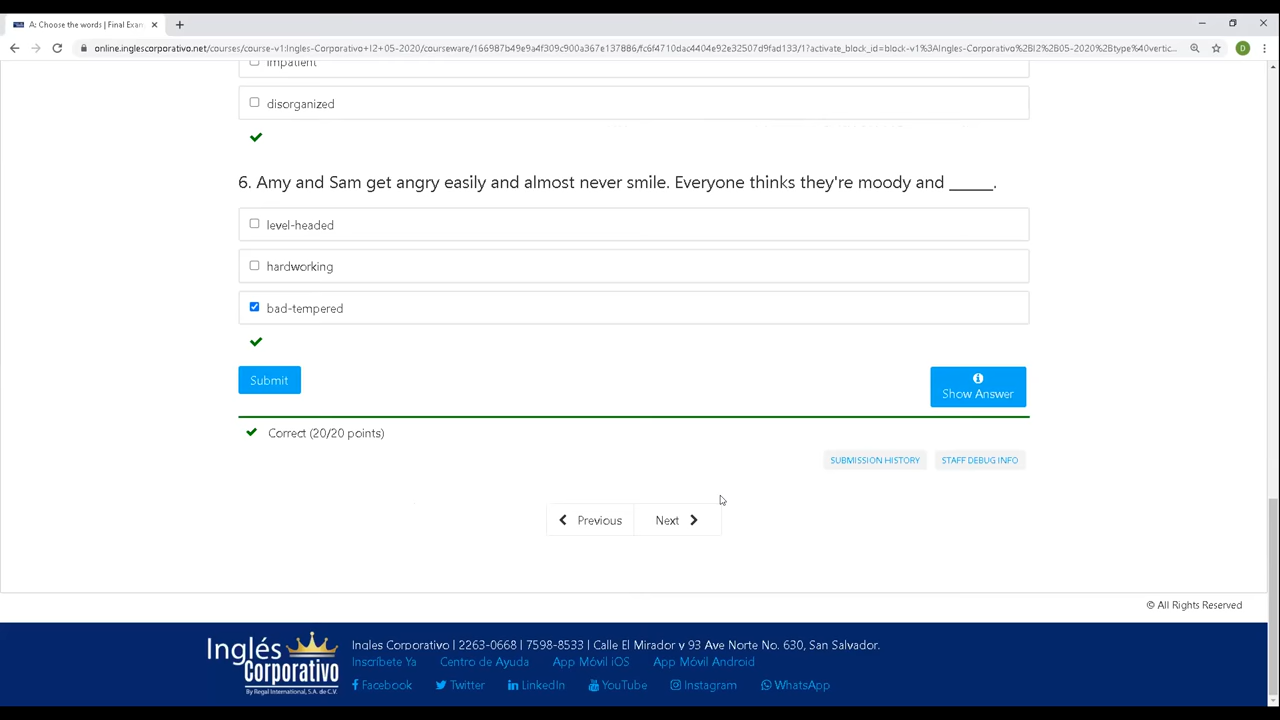 A: Choose the words | Final Exam
online.inglescorporativo.net/courses/course-v1:Ingles-Corporativo+I2+05-2020/courseware/166987b49e9a4f309c900a367e137886/fc6f4710dac4404e92e32507d9fad133/1?activate_block_id=block-v1%3AIngles-Corporativo%2BI2%2B05-2020%2Btype%40vertic...
D
impatient
disorganized
6. Amy and Sam get angry easily and almost never smile. Everyone thinks they're moody and _____.
level-headed
hardworking
bad-tempered
Submit
Show Answer
Correct (20/20 points)
SUBMISSION HISTORY STAFF DEBUG INFO
Previous Next
© All Rights Reserved
Inglés Corporativo
By Regal International, S.A. de C.V.
Ingles Corporativo | 2263-0668 | 7598-8533 | Calle El Mirador y 93 Ave Norte No. 630, San Salvador.
Inscríbete Ya Centro de Ayuda App Móvil iOS App Móvil Android
Facebook Twitter LinkedIn YouTube Instagram WhatsApp